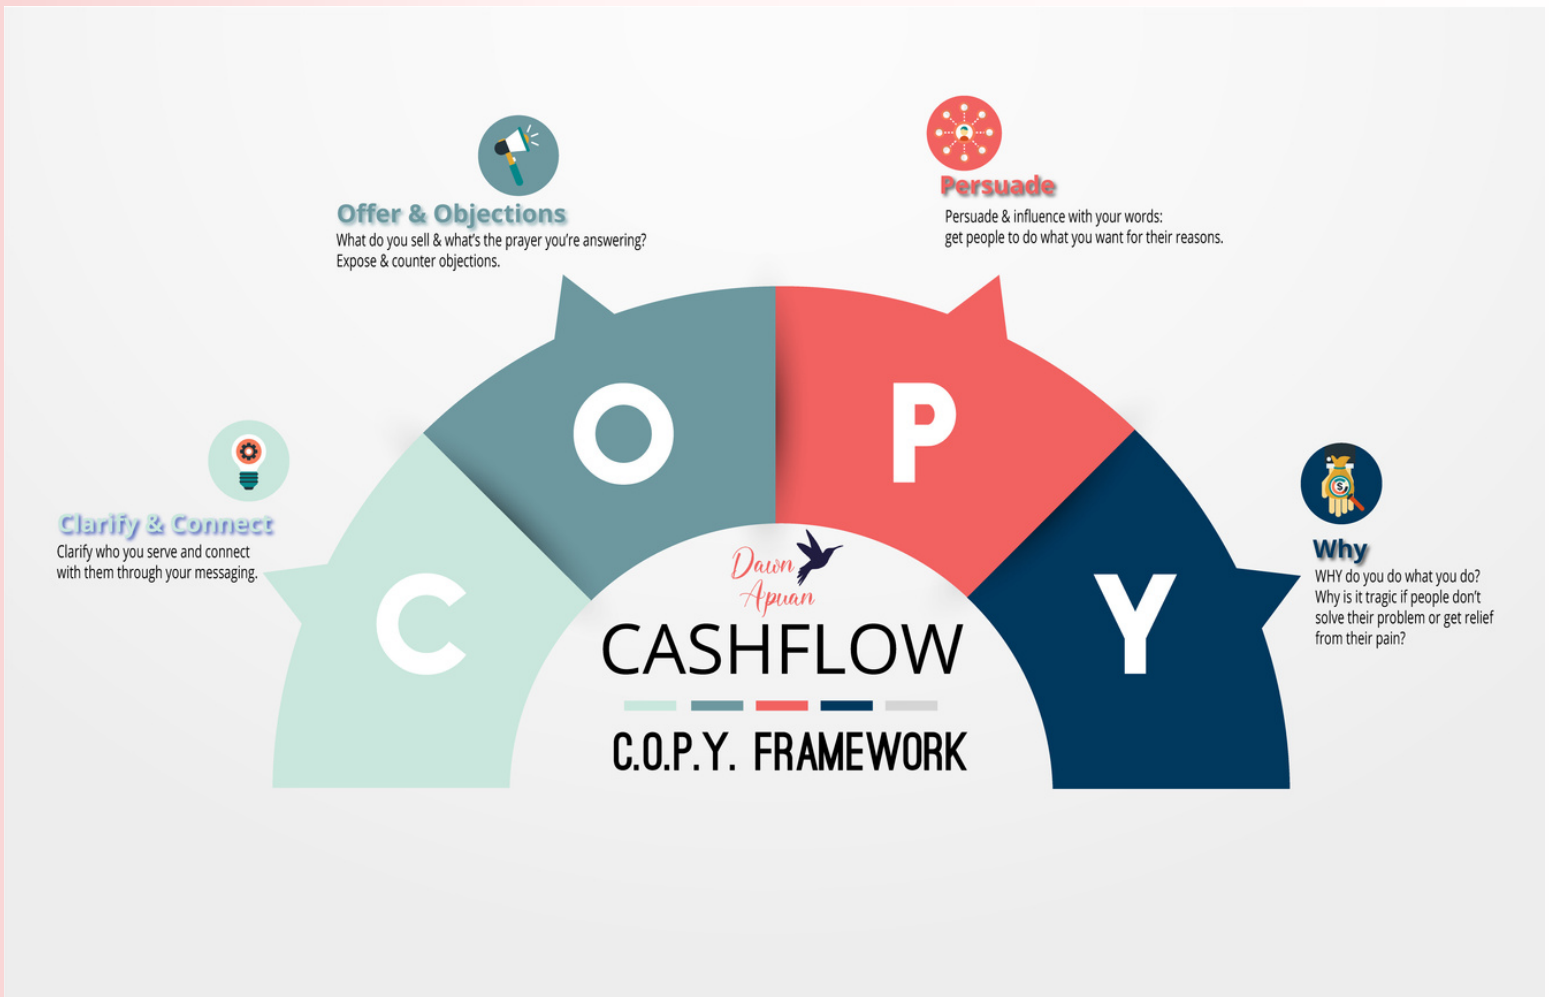 Clarify & Connect
Clarify who you serve and connect
with them through your messaging.
Offer & Objections
What do you sell & what's the prayer you're answering?
Expose & counter objections.
Persuade
Persuade & influence with your words:
get people to do what you want for their reasons.
Why
WHY do you do what you do?
Why is it tragic if people don't
solve their problem or get relief
from their pain?
C
O
P
Y
Dawn
Apuan
CASHFLOW
C.O.P.Y. FRAMEWORK